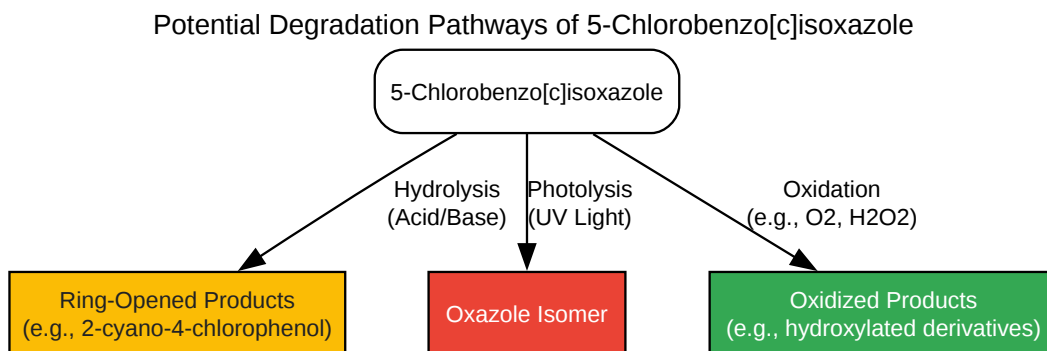 Potential Degradation Pathways of 5-Chlorobenzo[c]isoxazole
5-Chlorobenzo[c]isoxazole
Hydrolysis
(Acid/Base)
Photolysis
(UV Light)
Oxidation
(e.g., O2, H2O2)
Ring-Opened Products
(e.g., 2-cyano-4-chlorophenol)
Oxazole Isomer
Oxidized Products
(e.g., hydroxylated derivatives)